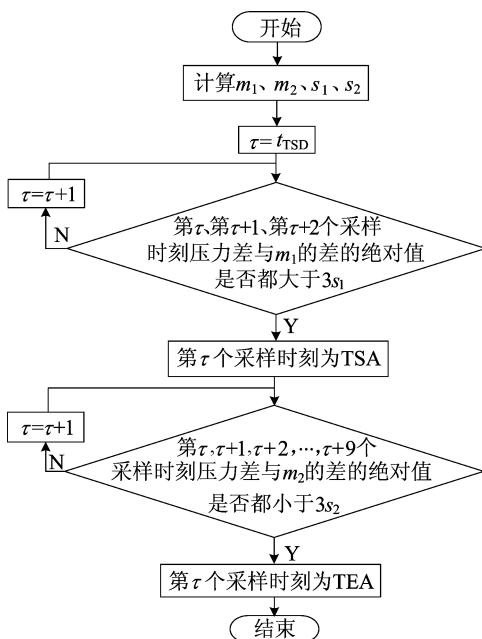 开始
计算m₁、m₂、s₁、s₂
τ=t_TSD
τ=τ+1
N
第τ、第τ+1、第τ+2个采样
时刻压力差与m₁的差的绝对值
是否都大于3s₁
Y
第τ个采样时刻为TSA
τ=τ+1
N
第τ,τ+1,τ+2,…,τ+9个
采样时刻压力差与m₂的差的绝对值
是否都小于3s₂
Y
第τ个采样时刻为TEA
结束